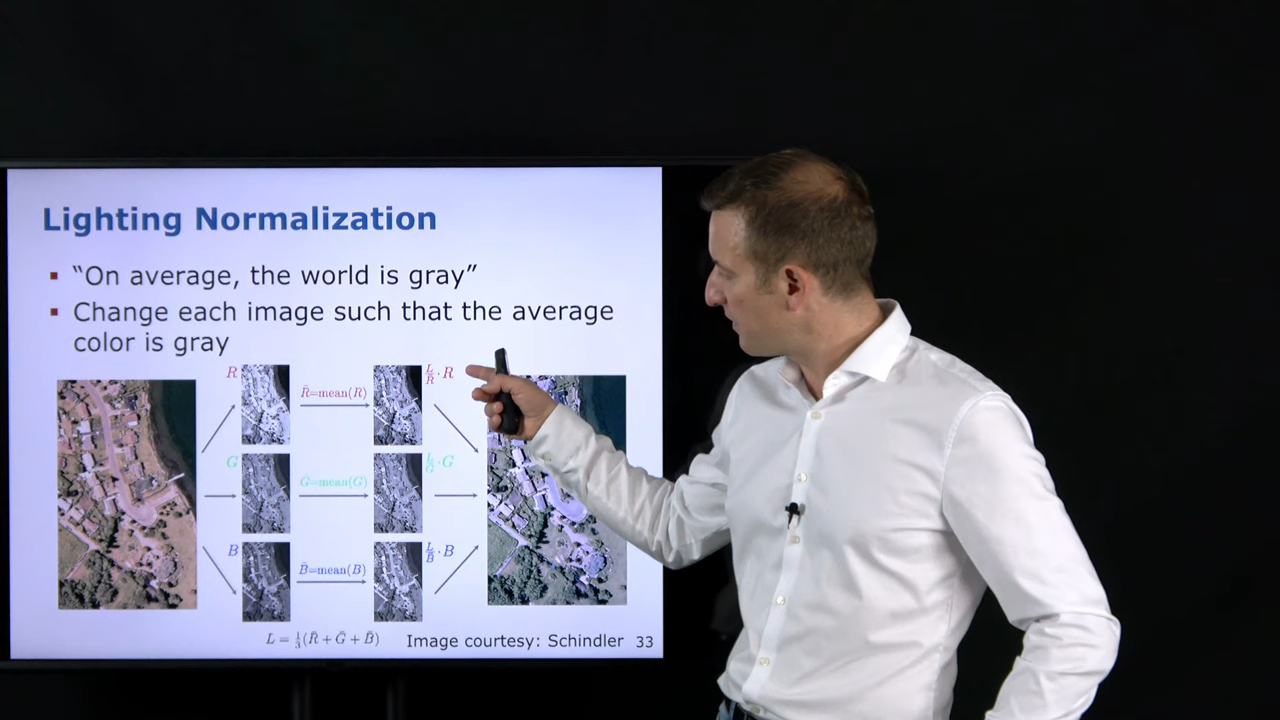 Lighting Normalization
▪ “On average, the world is gray”
▪ Change each image such that the average
color is gray
R R̄=mean(R) L/R̄ · R
G Ḡ=mean(G) L/Ḡ · G
B B̄=mean(B) L/B̄ · B
L = 1/3(R̄ + Ḡ + B̄)
Image courtesy: Schindler 33